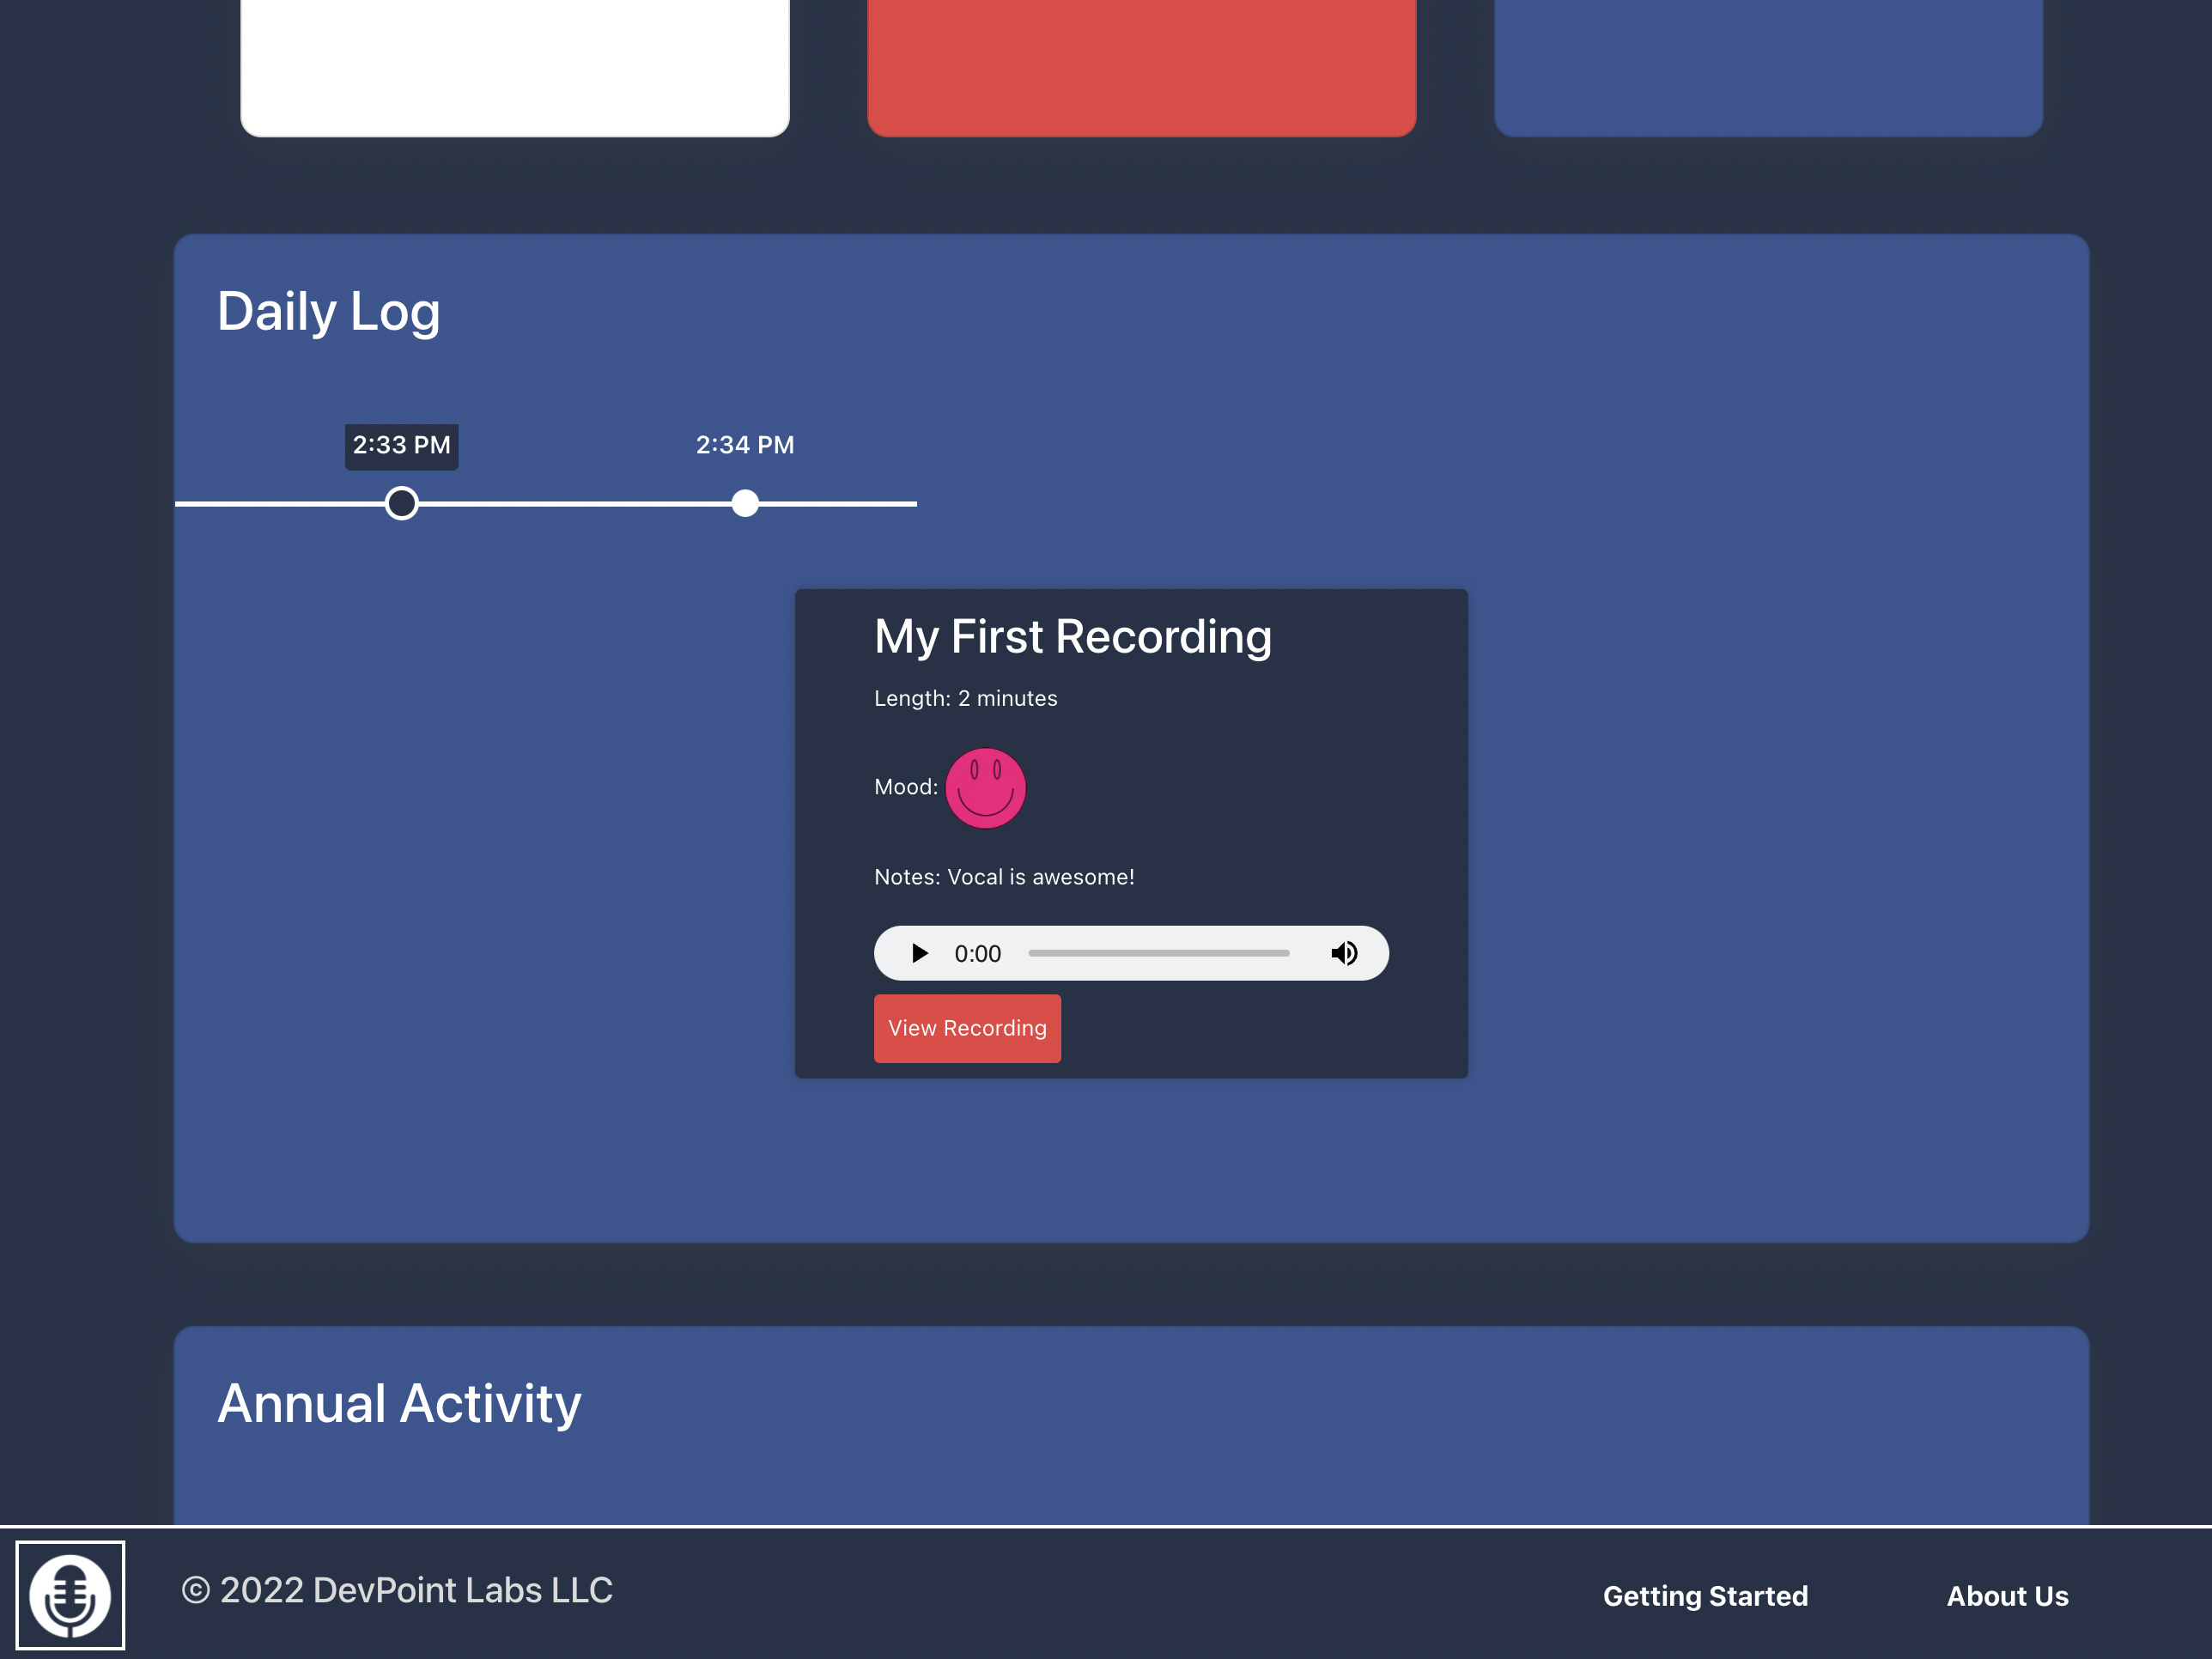 Daily Log
2:33 PM
2:34 PM
My First Recording
Length: 2 minutes
Mood:
Notes: Vocal is awesome!
0:00
View Recording
Annual Activity
© 2022 DevPoint Labs LLC
Getting Started
About Us